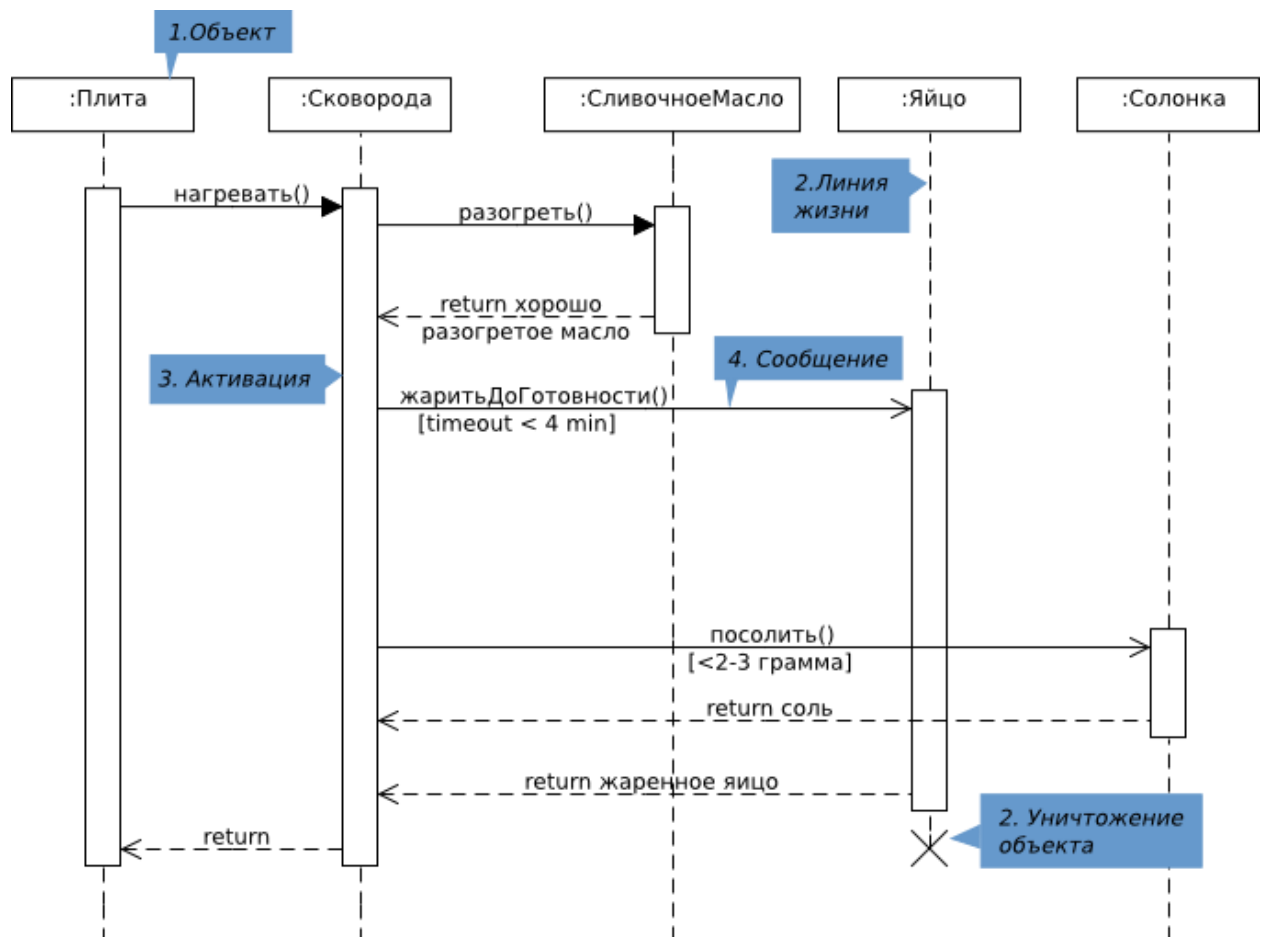 1.Объект
:Плита
:Сковорода
:СливочноеМасло
:Яйцо
:Солонка
2.Линия
жизни
нагревать()
разогреть()
return хорошо
разогретое масло
3. Активация
4. Сообщение
жаритьДоГотовности()
[timeout < 4 min]
посолить()
[<2-3 грамма]
return соль
return жаренное яицо
2. Уничтожение
объекта
return